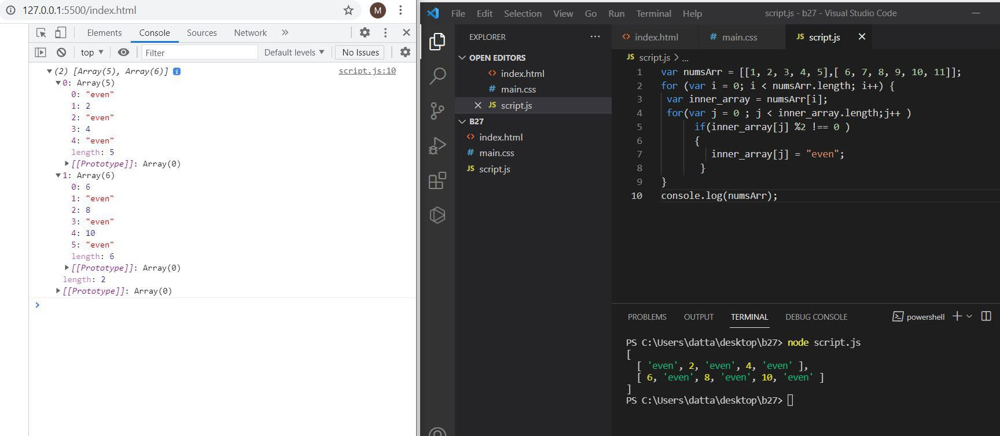 127.0.0.1:5500/index.html
M
Elements Console Sources Network
top Filter Default levels No Issues
(2) [Array(5), Array(6)] i script.js:10
0: Array(5)
0: "even"
1: 2
2: "even"
3: 4
4: "even"
length: 5
[[Prototype]]: Array(0)
1: Array(6)
0: 6
1: "even"
2: 8
3: "even"
4: 10
5: "even"
length: 6
[[Prototype]]: Array(0)
length: 2
[[Prototype]]: Array(0)
>
File Edit Selection View Go Run Terminal Help script.js - b27 - Visual Studio Code
EXPLORER ...
OPEN EDITORS
<> index.html
# main.css
JS script.js
B27
<> index.html
# main.css
JS script.js
<> index.html # main.css JS script.js
JS script.js > ...
1 var numsArr = [[1, 2, 3, 4, 5],[ 6, 7, 8, 9, 10, 11]];
2 for (var i = 0; i < numsArr.length; i++) {
3 var inner_array = numsArr[i];
4 for(var j = 0 ; j < inner_array.length;j++ )
5 if(inner_array[j] %2 !== 0 )
6 {
7 inner_array[j] = "even";
8 }
9 }
10 console.log(numsArr);
PROBLEMS OUTPUT TERMINAL DEBUG CONSOLE powershell
PS C:\Users\datta\desktop\b27> node script.js
[
[ 'even', 2, 'even', 4, 'even' ],
[ 6, 'even', 8, 'even', 10, 'even' ]
]
PS C:\Users\datta\desktop\b27>